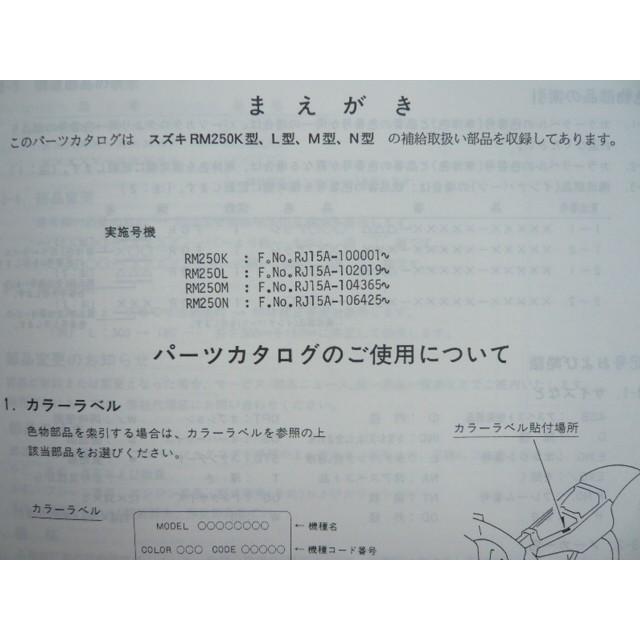 まえがき
このパーツカタログは スズキRM250K型、L型、M型、N型 の補給取扱い部品を収録してあります。
実施号機
RM250K : F.No.RJ15A-100001~
RM250L : F.No.RJ15A-102019~
RM250M : F.No.RJ15A-104365~
RM250N : F.No.RJ15A-106425~
パーツカタログのご使用について
1. カラーラベル
色物部品を索引する場合は、カラーラベルを参照の上
該当部品をお選びください。
カラーラベル貼付場所
カラーラベル
MODEL ○○○○○○○○ ←機種名
COLOR ○○○ CODE ○○○○○ ←機種コード番号